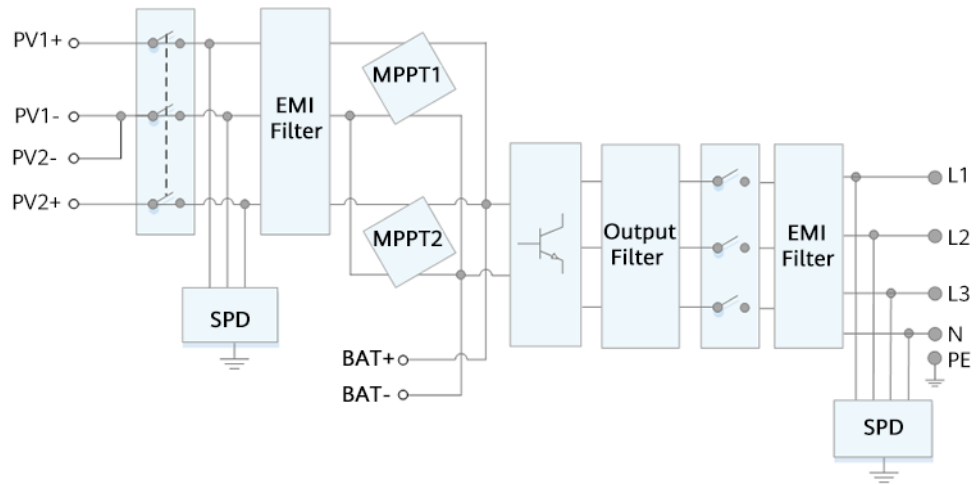 PV1+
PV1-
PV2-
PV2+
EMI
Filter
MPPT1
MPPT2
SPD
BAT+
BAT-
Output
Filter
EMI
Filter
L1
L2
L3
N
PE
SPD